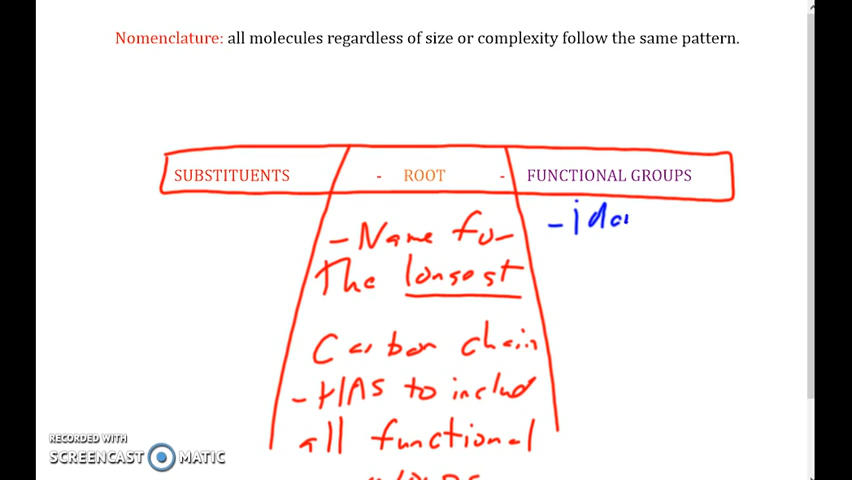 Nomenclature: all molecules regardless of size or complexity follow the same pattern.
SUBSTITUENTS - ROOT - FUNCTIONAL GROUPS
- Name for
The longest
Carbon chain
- HAS to includ
all functional
RECORDED WITH
SCREENCAST MATIC